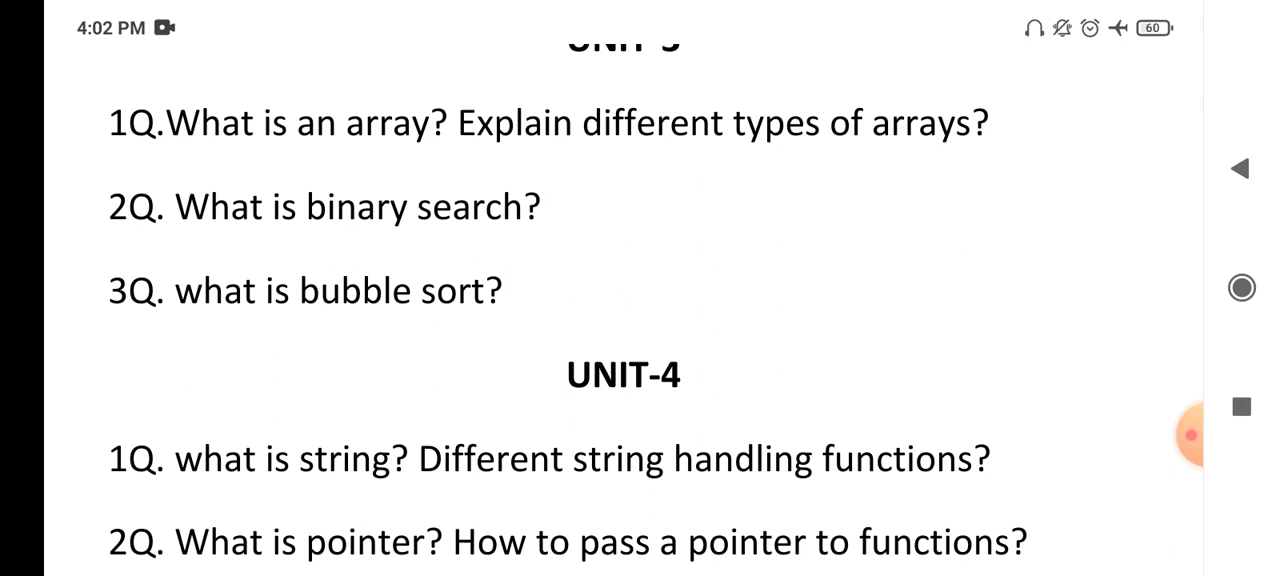 4:02 PM
60
1Q.What is an array? Explain different types of arrays?
2Q. What is binary search?
3Q. what is bubble sort?
UNIT-4
1Q. what is string? Different string handling functions?
2Q. What is pointer? How to pass a pointer to functions?